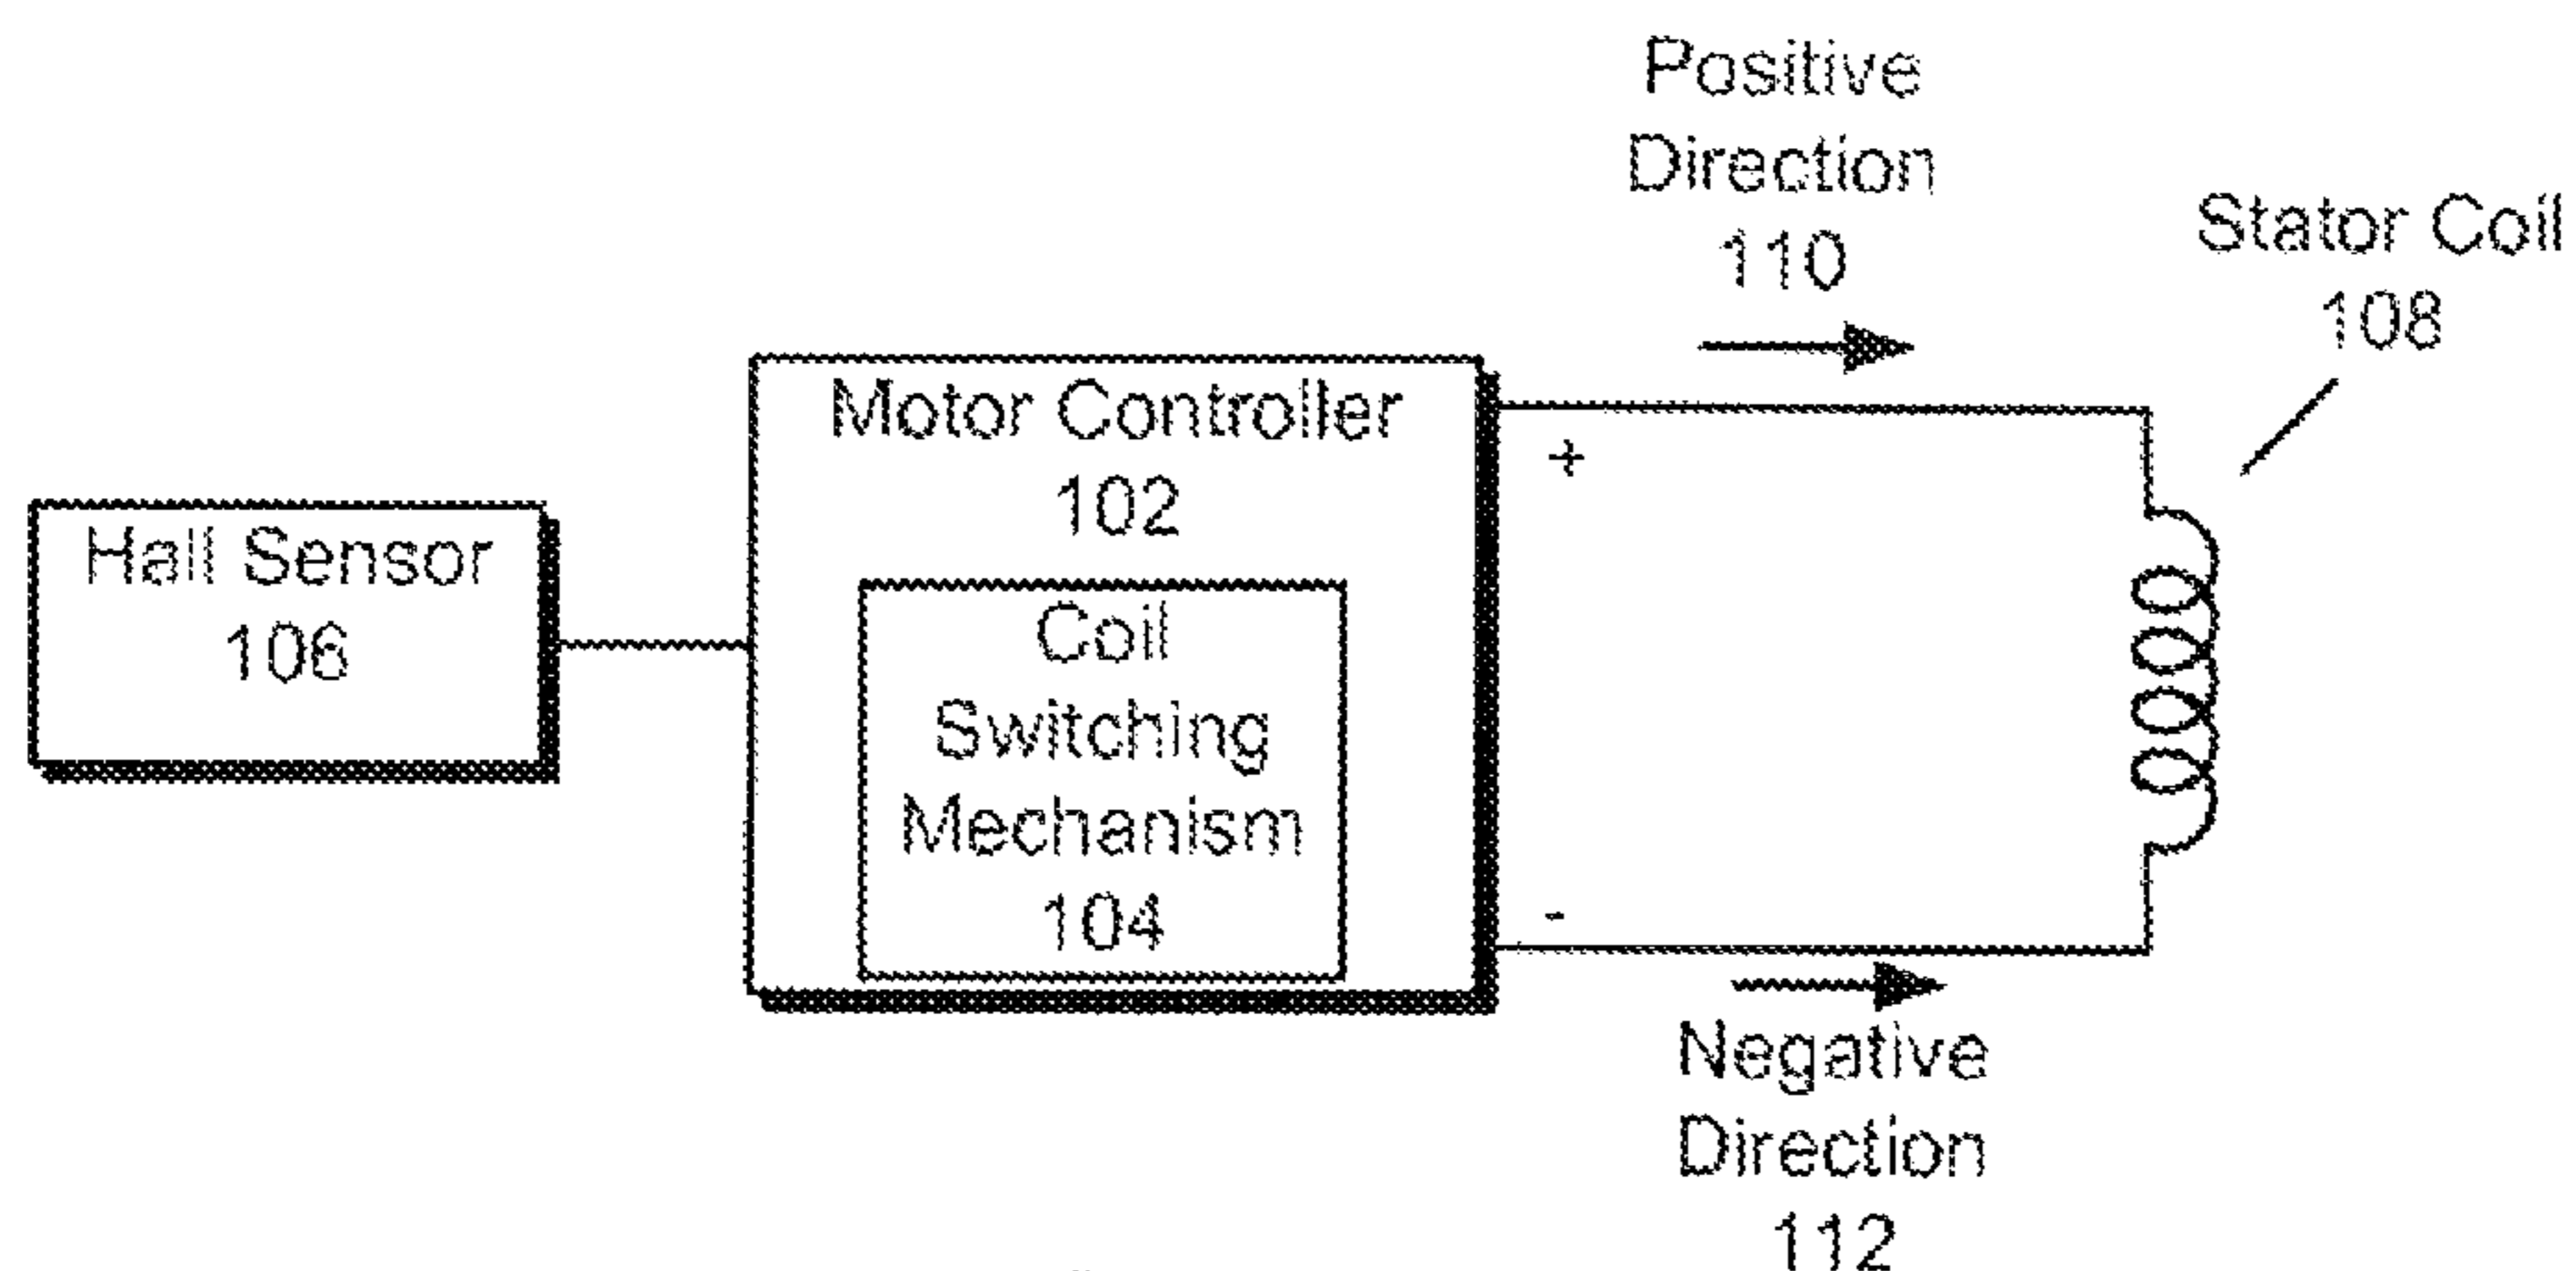 Positive
Direction
110
Stator Coil
108
Motor Controller
102
+
Hall Sensor
106
Coil
Switching
Mechanism
104
-
Negative
Direction
112